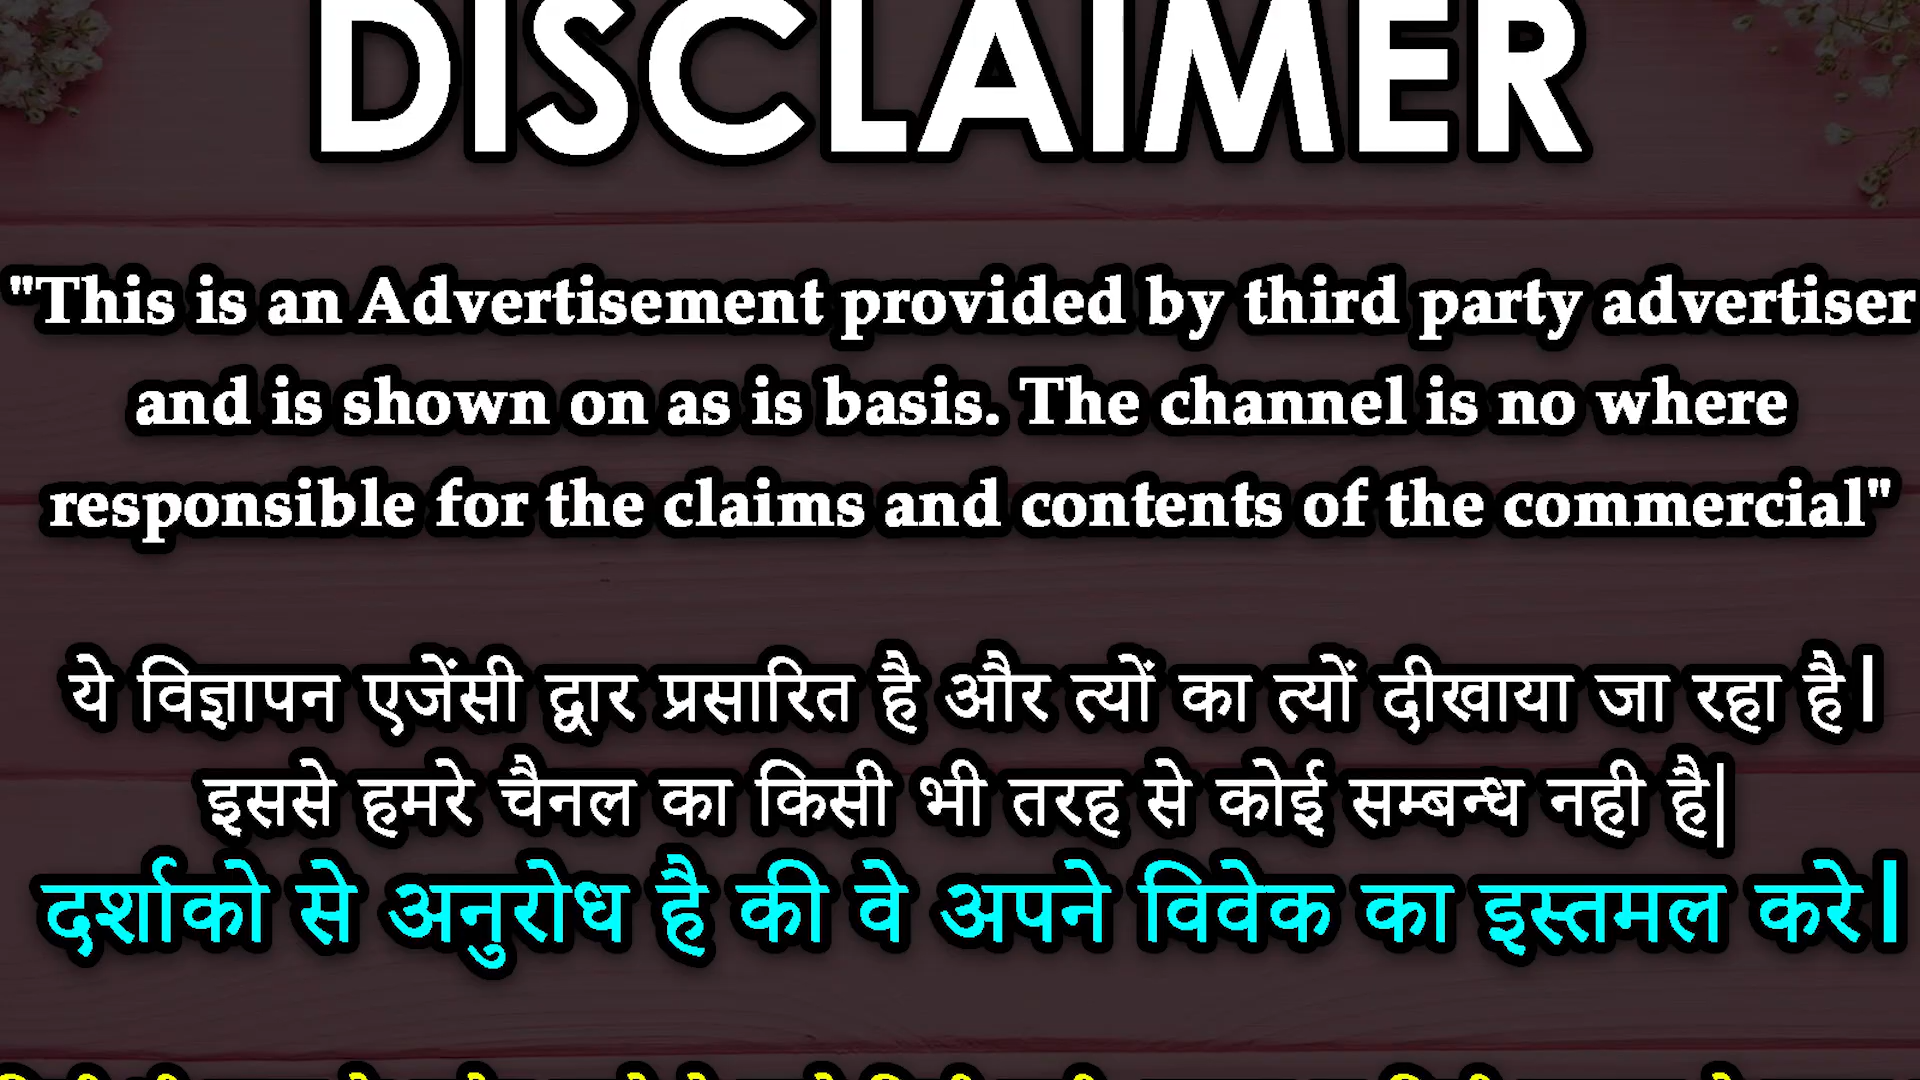 DISCLAIMER
"This is an Advertisement provided by third party advertiser
and is shown on as is basis. The channel is no where
responsible for the claims and contents of the commercial"
ये विज्ञापन एजेंसी द्वार प्रसारित है और त्यों का त्यों दीखाया जा रहा है।
इससे हमरे चैनल का किसी भी तरह से कोई सम्बन्ध नही है|
दर्शाको से अनुरोध है की वे अपने विवेक का इस्तमल करे।